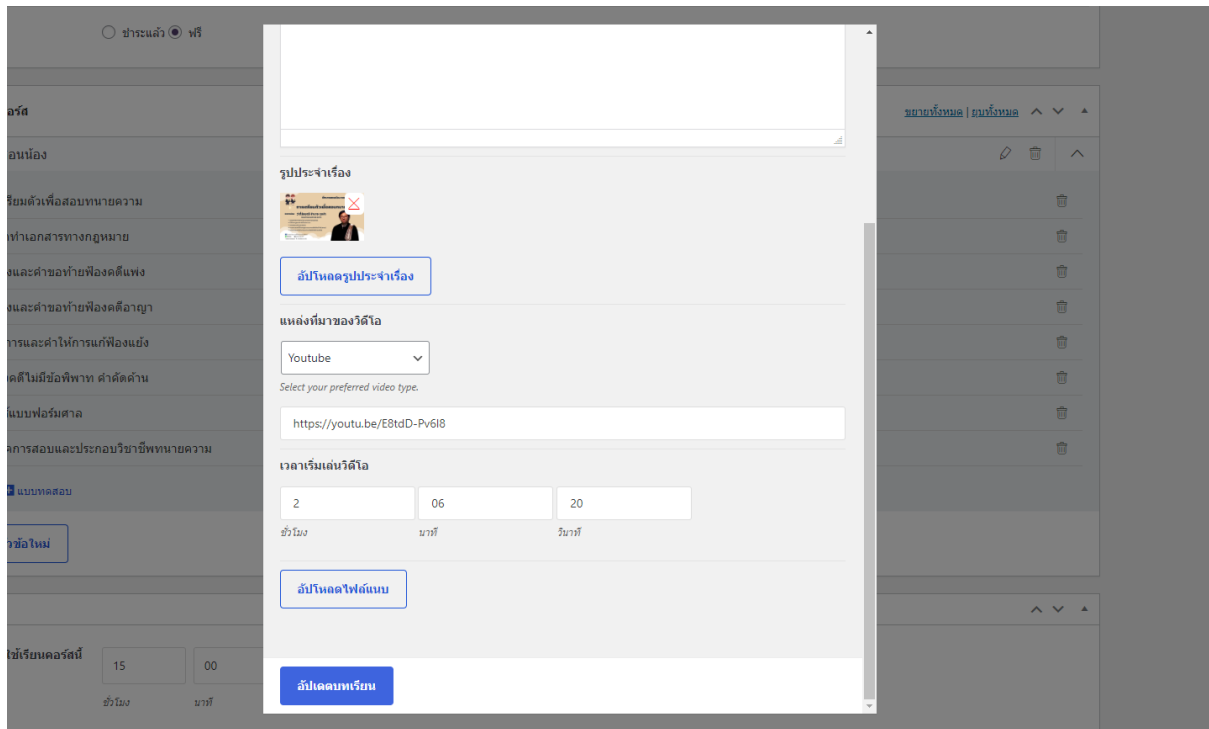 ชำระแล้ว ฟรี
อร์ส
ขยายทั้งหมด | ยุบทั้งหมด
อนน้อง
รียมตัวเพื่อสอบทนายความ
ทำเอกสารทางกฎหมาย
งและคำขอท้ายฟ้องคดีแพ่ง
งและคำขอท้ายฟ้องคดีอาญา
การและคำให้การแก้ฟ้องแย้ง
คดีไม่มีข้อพิพาท คำคัดค้าน
์แบบฟอร์มศาล
คการสอบและประกอบวิชาชีพทนายความ
แบบทดสอบ
วข้อใหม่
ใช้เรียนคอร์สนี้
15 00
ชั่วโมง นาที
รูปประจำเรื่อง
อัปโหลดรูปประจำเรื่อง
แหล่งที่มาของวิดีโอ
Youtube
Select your preferred video type.
https://youtu.be/E8tdD-Pv6I8
เวลาเริ่มเล่นวิดีโอ
2 06 20
ชั่วโมง นาที วินาที
อัปโหลดไฟล์แนบ
อัปเดตบทเรียน